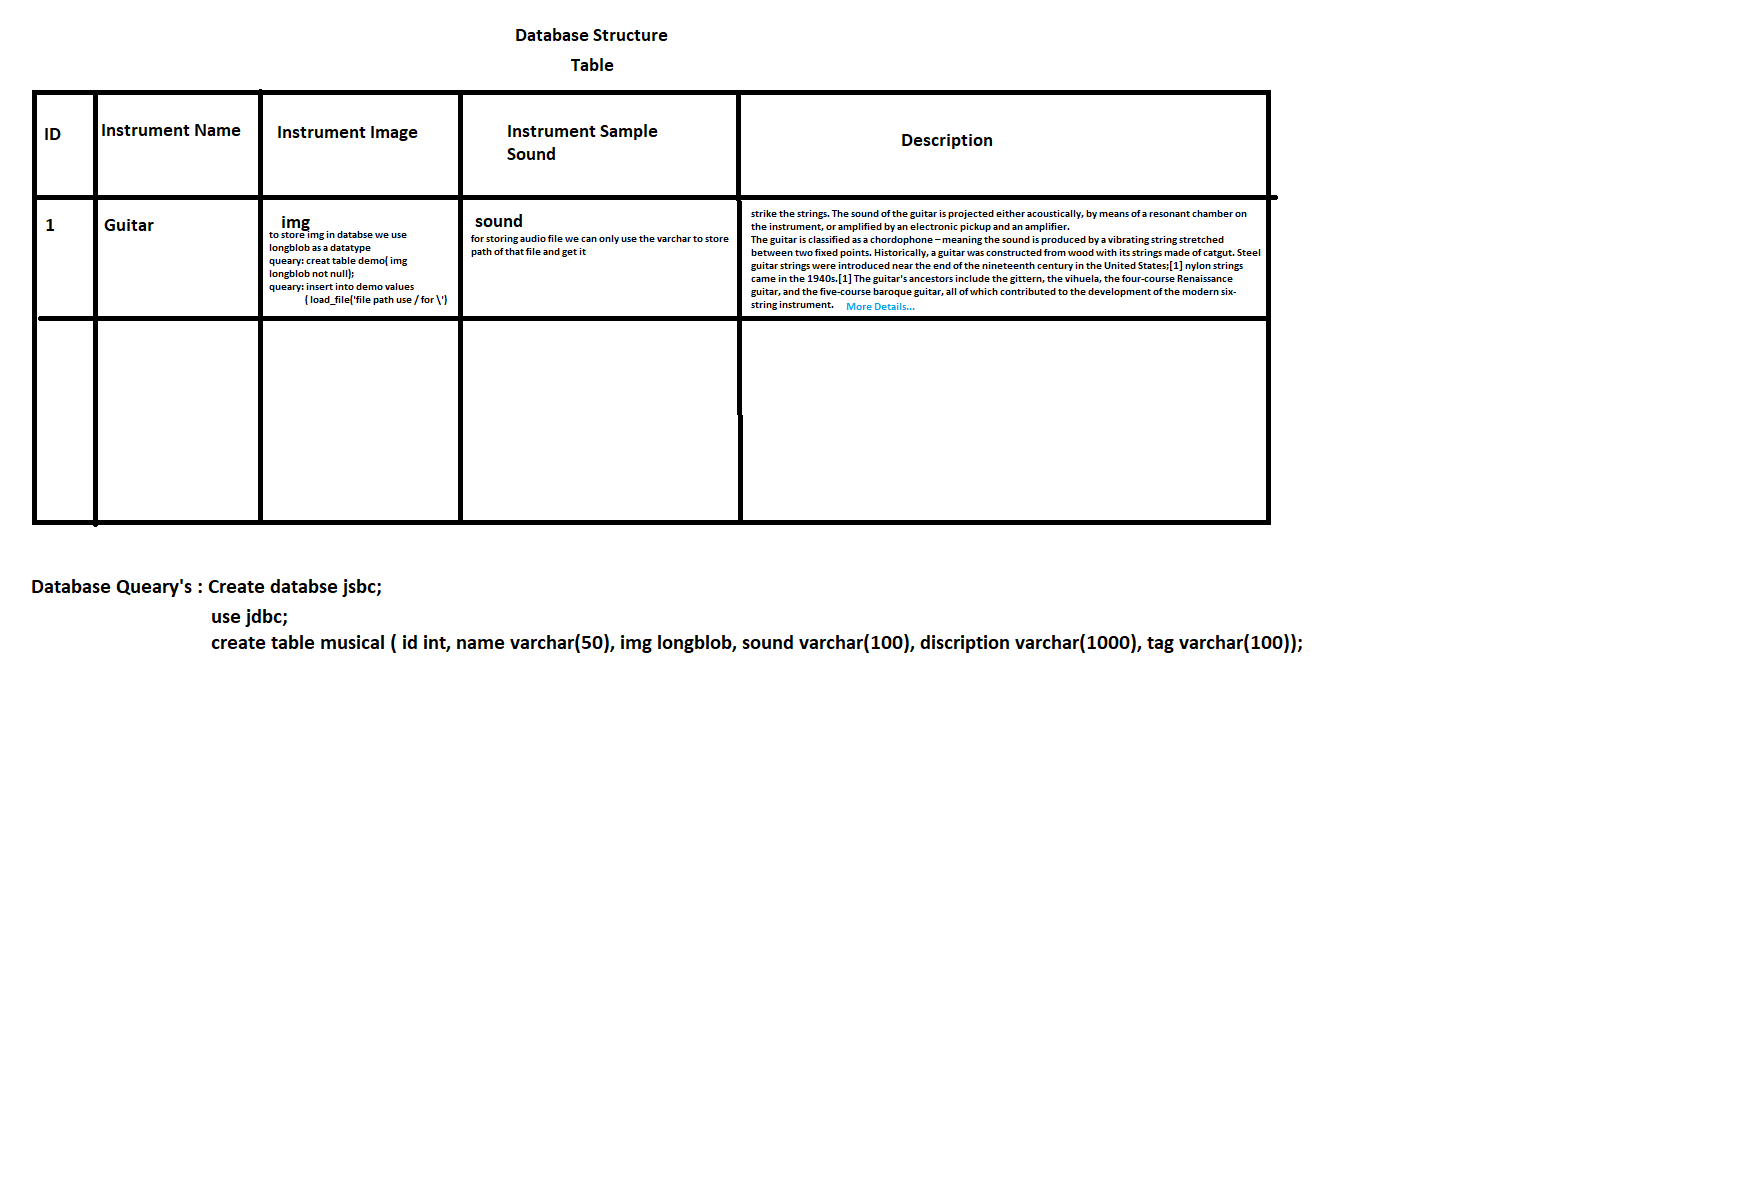 Database Structure
Table
ID
Instrument Name
Instrument Image
Instrument Sample
Sound
Description
1
Guitar
img
to store img in databse we use
longblob as a datatype
queary: creat table demo( img
longblob not null);
queary: insert into demo values
( load_file('file path use / for \')
sound
for storing audio file we can only use the varchar to store
path of that file and get it
strike the strings. The sound of the guitar is projected either acoustically, by means of a resonant chamber on
the instrument, or amplified by an electronic pickup and an amplifier.
The guitar is classified as a chordophone – meaning the sound is produced by a vibrating string stretched
between two fixed points. Historically, a guitar was constructed from wood with its strings made of catgut. Steel
guitar strings were introduced near the end of the nineteenth century in the United States;[1] nylon strings
came in the 1940s.[1] The guitar's ancestors include the gittern, the vihuela, the four-course Renaissance
guitar, and the five-course baroque guitar, all of which contributed to the development of the modern six-
string instrument. More Details...
Database Queary's : Create databse jsbc;
use jdbc;
create table musical ( id int, name varchar(50), img longblob, sound varchar(100), discription varchar(1000), tag varchar(100));